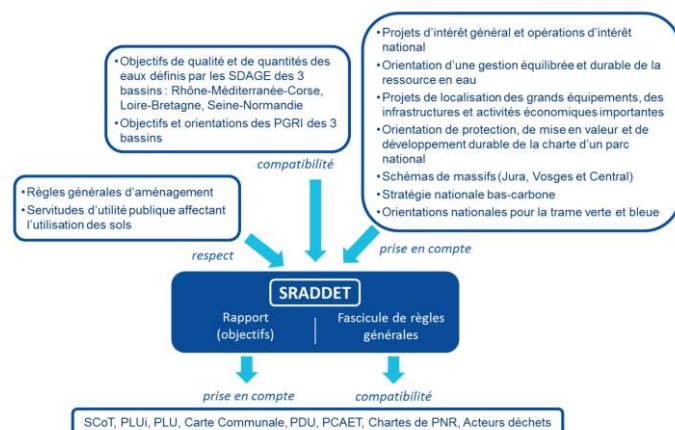 • Objectifs de qualité et de quantités des
eaux définis par les SDAGE des 3
bassins : Rhône-Méditerranée-Corse,
Loire-Bretagne, Seine-Normandie
• Objectifs et orientations des PGRI des 3
bassins
compatibilité
• Projets d'intérêt général et opérations d'intérêt
national
• Orientation d'une gestion équilibrée et durable de la
ressource en eau
• Projets de localisation des grands équipements, des
infrastructures et activités économiques importantes
• Orientation de protection, de mise en valeur et de
développement durable de la charte d'un parc
national
• Schémas de massifs (Jura, Vosges et Central)
• Stratégie nationale bas-carbone
• Orientations nationales pour la trame verte et bleue
• Règles générales d'aménagement
• Servitudes d'utilité publique affectant
l'utilisation des sols
respect
prise en compte
SRADDET
Rapport
(objectifs)
Fascicule de règles
générales
prise en compte
compatibilité
SCoT, PLUi, PLU, Carte Communale, PDU, PCAET, Chartes de PNR, Acteurs déchets